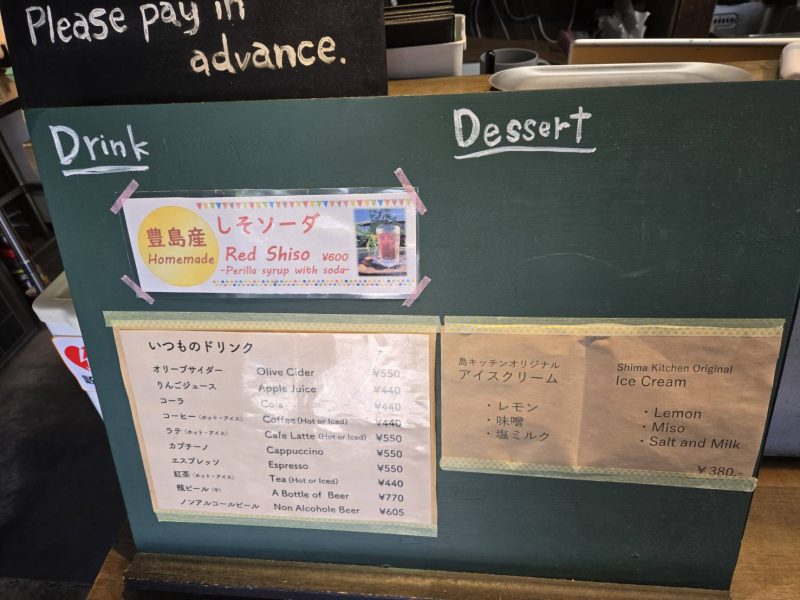 Please pay in
advance.
Drink
Dessert
豊島産
Homemade
しそソーダ
Red Shiso ¥600
-Perilla syrup with soda-
いつものドリンク
オリーブサイダー Olive Cider ¥550
りんごジュース Apple Juice ¥440
コーラ Cola ¥440
コーヒー(ホット・アイス) Coffee (Hot or Iced) ¥440
ラテ(ホット・アイス) Cafe Latte (Hot or Iced) ¥550
カプチーノ Cappuccino ¥550
エスプレッソ Espresso ¥550
紅茶(ホット・アイス) Tea (Hot or Iced) ¥440
瓶ビール(中) A Bottle of Beer ¥770
ノンアルコールビール Non Alcohole Beer ¥605
島キッチンオリジナル
アイスクリーム
・レモン
・味噌
・塩ミルク
Shima Kitchen Original
Ice Cream
・Lemon
・Miso
・Salt and Milk
¥380.-